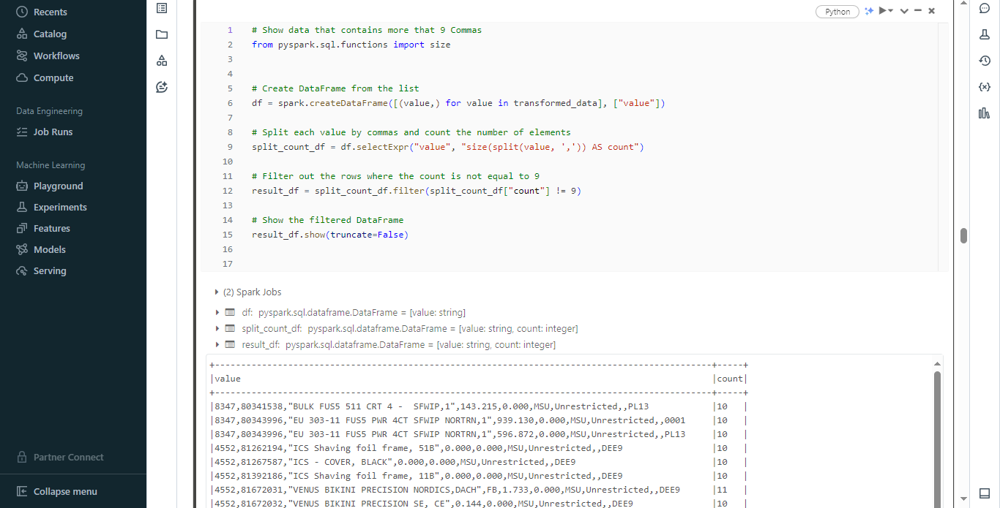 Recents
Catalog
Workflows
Compute
Data Engineering
Job Runs
Machine Learning
Playground
Experiments
Features
Models
Serving
Partner Connect
Collapse menu
Python
1 # Show data that contains more that 9 Commas
2 from pyspark.sql.functions import size
3
4
5 # Create DataFrame from the list
6 df = spark.createDataFrame([(value,) for value in transformed_data], ["value"])
7
8 # Split each value by commas and count the number of elements
9 split_count_df = df.selectExpr("value", "size(split(value, ',')) AS count")
10
11 # Filter out the rows where the count is not equal to 9
12 result_df = split_count_df.filter(split_count_df["count"] != 9)
13
14 # Show the filtered DataFrame
15 result_df.show(truncate=False)
16
17
(2) Spark Jobs
df: pyspark.sql.dataframe.DataFrame = [value: string]
split_count_df: pyspark.sql.dataframe.DataFrame = [value: string, count: integer]
result_df: pyspark.sql.dataframe.DataFrame = [value: string, count: integer]
+-----------------------------------------------------------------------------------------------+-----+
|value |count|
+-----------------------------------------------------------------------------------------------+-----+
|8347,80341538,"BULK FUS5 511 CRT 4 -  SFWIP,1",143.215,0.000,MSU,Unrestricted,,PL13 |10 |
|8347,80343996,"EU 303-11 FUS5 PWR 4CT SFWIP NORTRN,1",939.130,0.000,MSU,Unrestricted,,0001 |10 |
|8347,80343996,"EU 303-11 FUS5 PWR 4CT SFWIP NORTRN,1",596.872,0.000,MSU,Unrestricted,,PL13 |10 |
|4552,81262194,"ICS Shaving foil frame, 51B",0.000,0.000,MSU,Unrestricted,,DEE9 |10 |
|4552,81267587,"ICS - COVER, BLACK",0.000,0.000,MSU,Unrestricted,,DEE9 |10 |
|4552,81392186,"ICS Shaving foil frame, 11B",0.000,0.000,MSU,Unrestricted,,DEE9 |10 |
|4552,81672031,"VENUS BIKINI PRECISION NORDICS,DACH",FB,1.733,0.000,MSU,Unrestricted,,DEE9 |11 |
|4552,81672032,"VENUS BIKINI PRECISION SE, CE",0.144,0.000,MSU,Unrestricted,,DEE9 |10 |